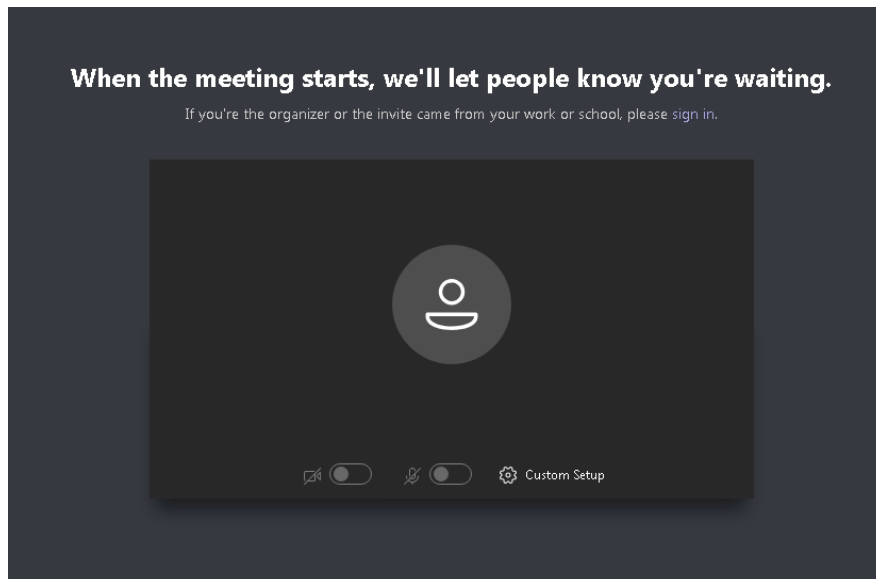 When the meeting starts, we'll let people know you're waiting.
If you're the organizer or the invite came from your work or school, please sign in.
Custom Setup